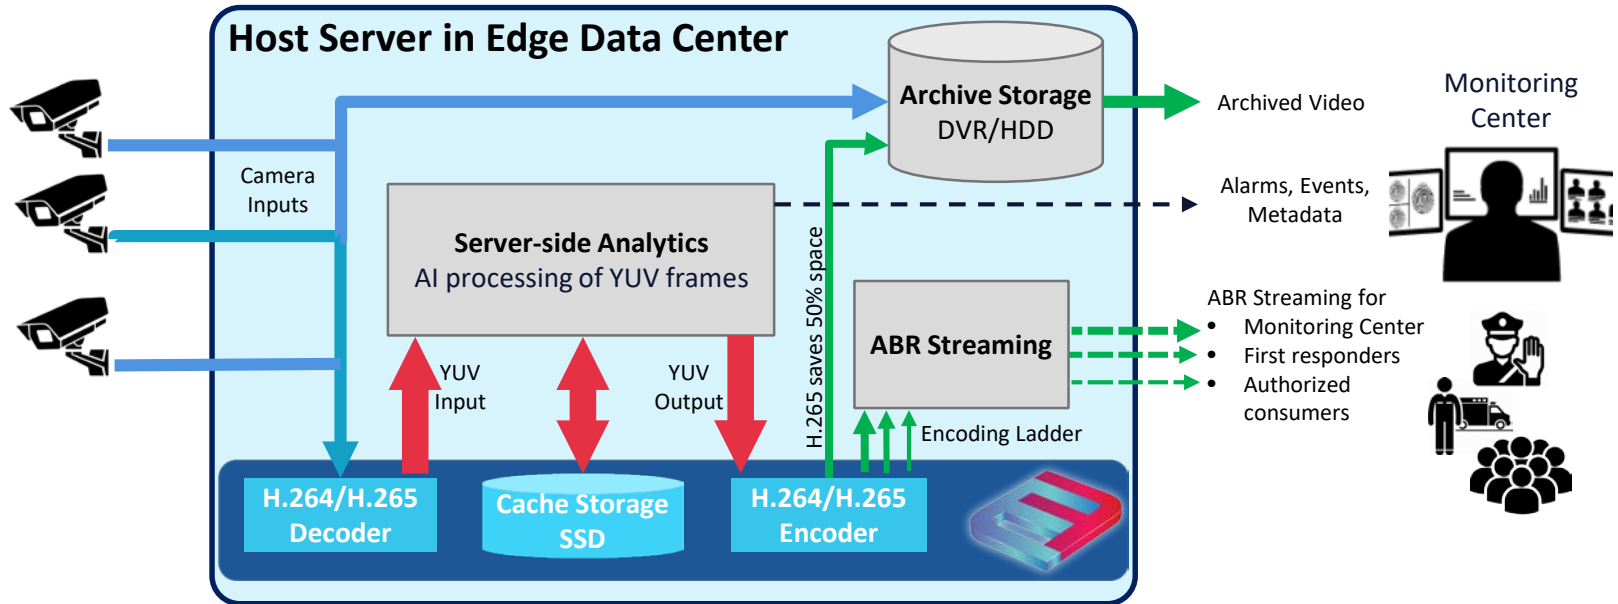 Host Server in Edge Data Center
Archive Storage
DVR/HDD
Archived Video
Monitoring
Center
Camera
Inputs
Alarms, Events,
Metadata
Server-side Analytics
AI processing of YUV frames
H.265 saves 50% space
ABR Streaming
ABR Streaming for
• Monitoring Center
• First responders
• Authorized
consumers
YUV
Input
YUV
Output
Encoding Ladder
H.264/H.265
Decoder
Cache Storage
SSD
H.264/H.265
Encoder